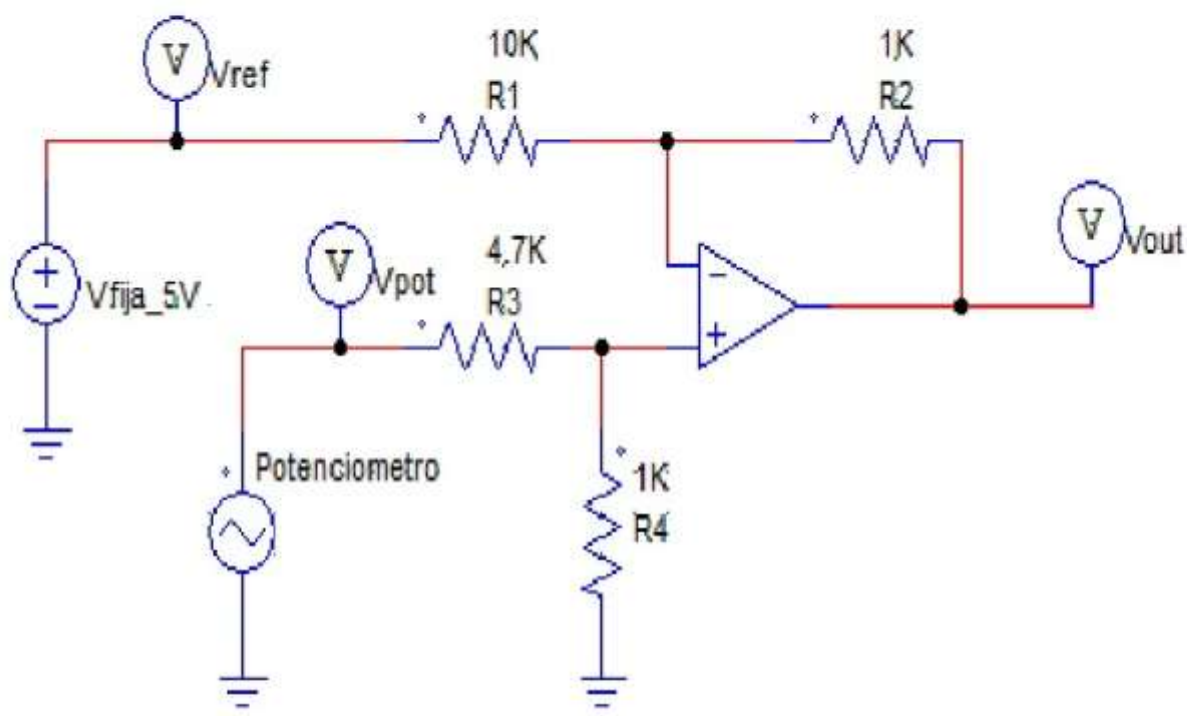 10K
1K
V
Vref
R1
R2
V
Vout
4,7K
V
Vpot
R3
Vfija_5V
Potenciometro
1K
R4